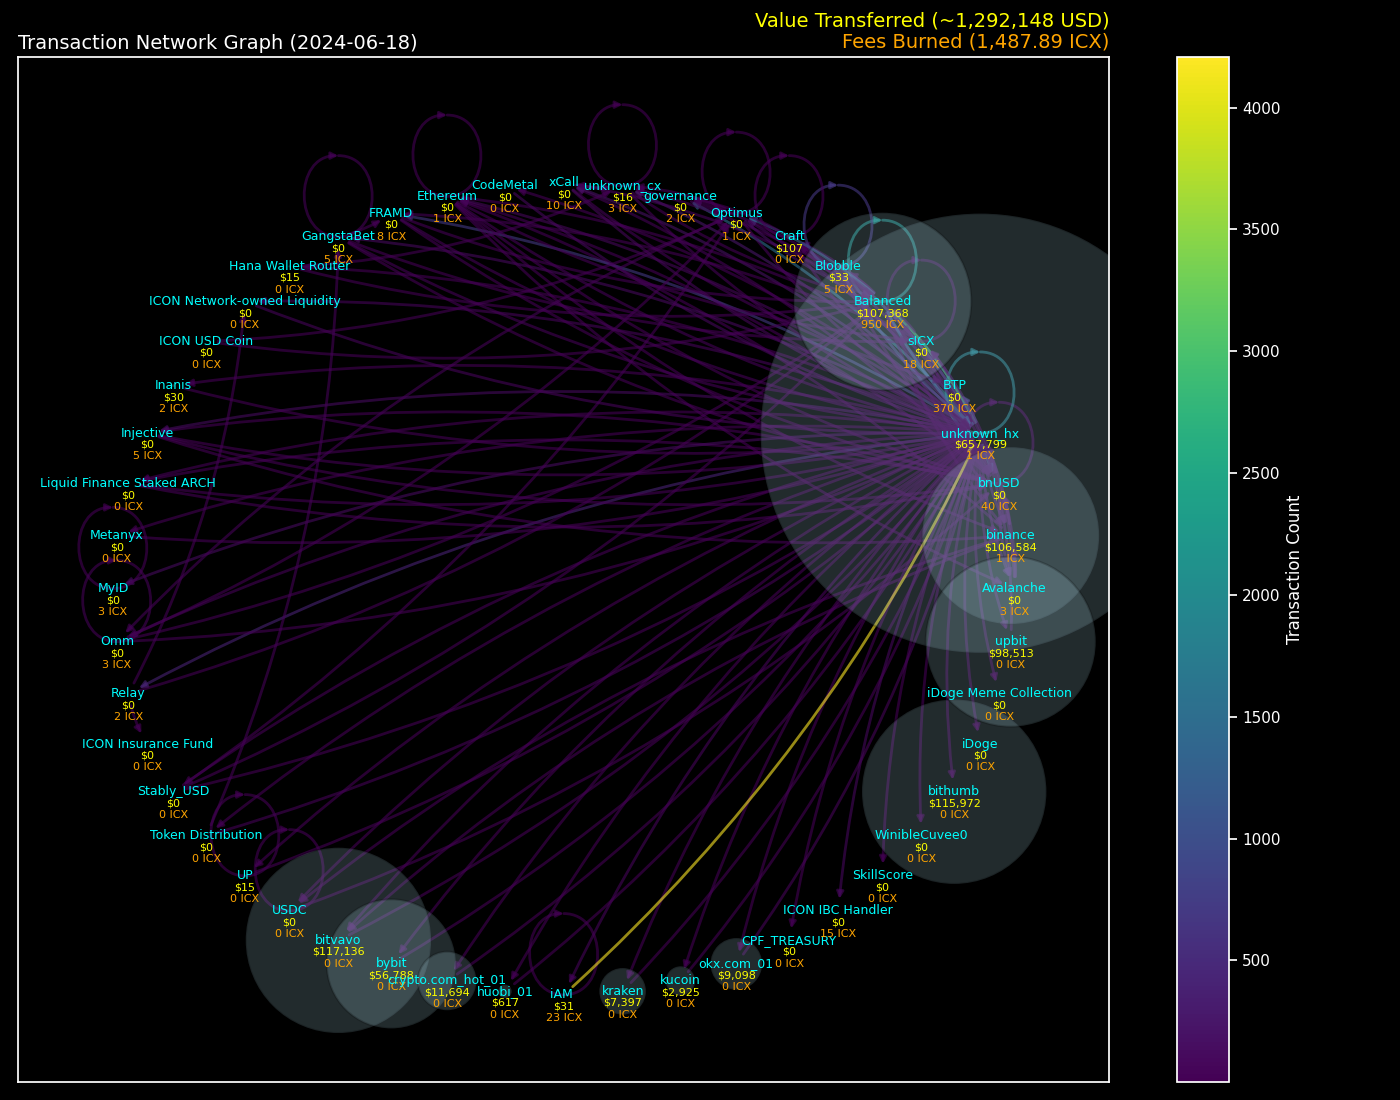 Value Transferred (~1,292,148 USD)
Transaction Network Graph (2024-06-18)
Fees Burned (1,487.89 ICX)
CodeMetal
$0
0 ICX
xCall
$0
10 ICX
unknown_cx
$16
3 ICX
Ethereum
$0
1 ICX
governance
$0
2 ICX
FRAMD
$0
8 ICX
Optimus
$0
1 ICX
GangstaBet
$0
5 ICX
Craft
$107
0 ICX
Hana Wallet Router
$15
0 ICX
Blobble
$33
5 ICX
ICON Network-owned Liquidity
$0
0 ICX
Balanced
$107,368
950 ICX
ICON USD Coin
$0
0 ICX
sICX
$0
18 ICX
Inanis
$30
2 ICX
BTP
$0
370 ICX
Injective
$0
5 ICX
unknown_hx
$657,799
1 ICX
Liquid Finance Staked ARCH
$0
0 ICX
bnUSD
$0
40 ICX
Metanyx
$0
0 ICX
binance
$106,584
1 ICX
MyID
$0
3 ICX
Avalanche
$0
3 ICX
Omm
$0
3 ICX
upbit
$98,513
0 ICX
Relay
$0
2 ICX
iDoge Meme Collection
$0
0 ICX
ICON Insurance Fund
$0
0 ICX
iDoge
$0
0 ICX
Stably_USD
$0
0 ICX
bithumb
$115,972
0 ICX
Token Distribution
$0
0 ICX
WinibleCuvee0
$0
0 ICX
UP
$15
0 ICX
SkillScore
$0
0 ICX
USDC
$0
0 ICX
ICON IBC Handler
$0
15 ICX
bitvavo
$117,136
0 ICX
CPF_TREASURY
$0
0 ICX
bybit
$56,788
0 ICX
okx.com_01
$9,098
0 ICX
crypto.com_hot_01
$11,694
0 ICX
kucoin
$2,925
0 ICX
huobi_01
$617
0 ICX
kraken
$7,397
0 ICX
iAM
$31
23 ICX
4000
3500
3000
2500
2000
1500
1000
500
Transaction Count